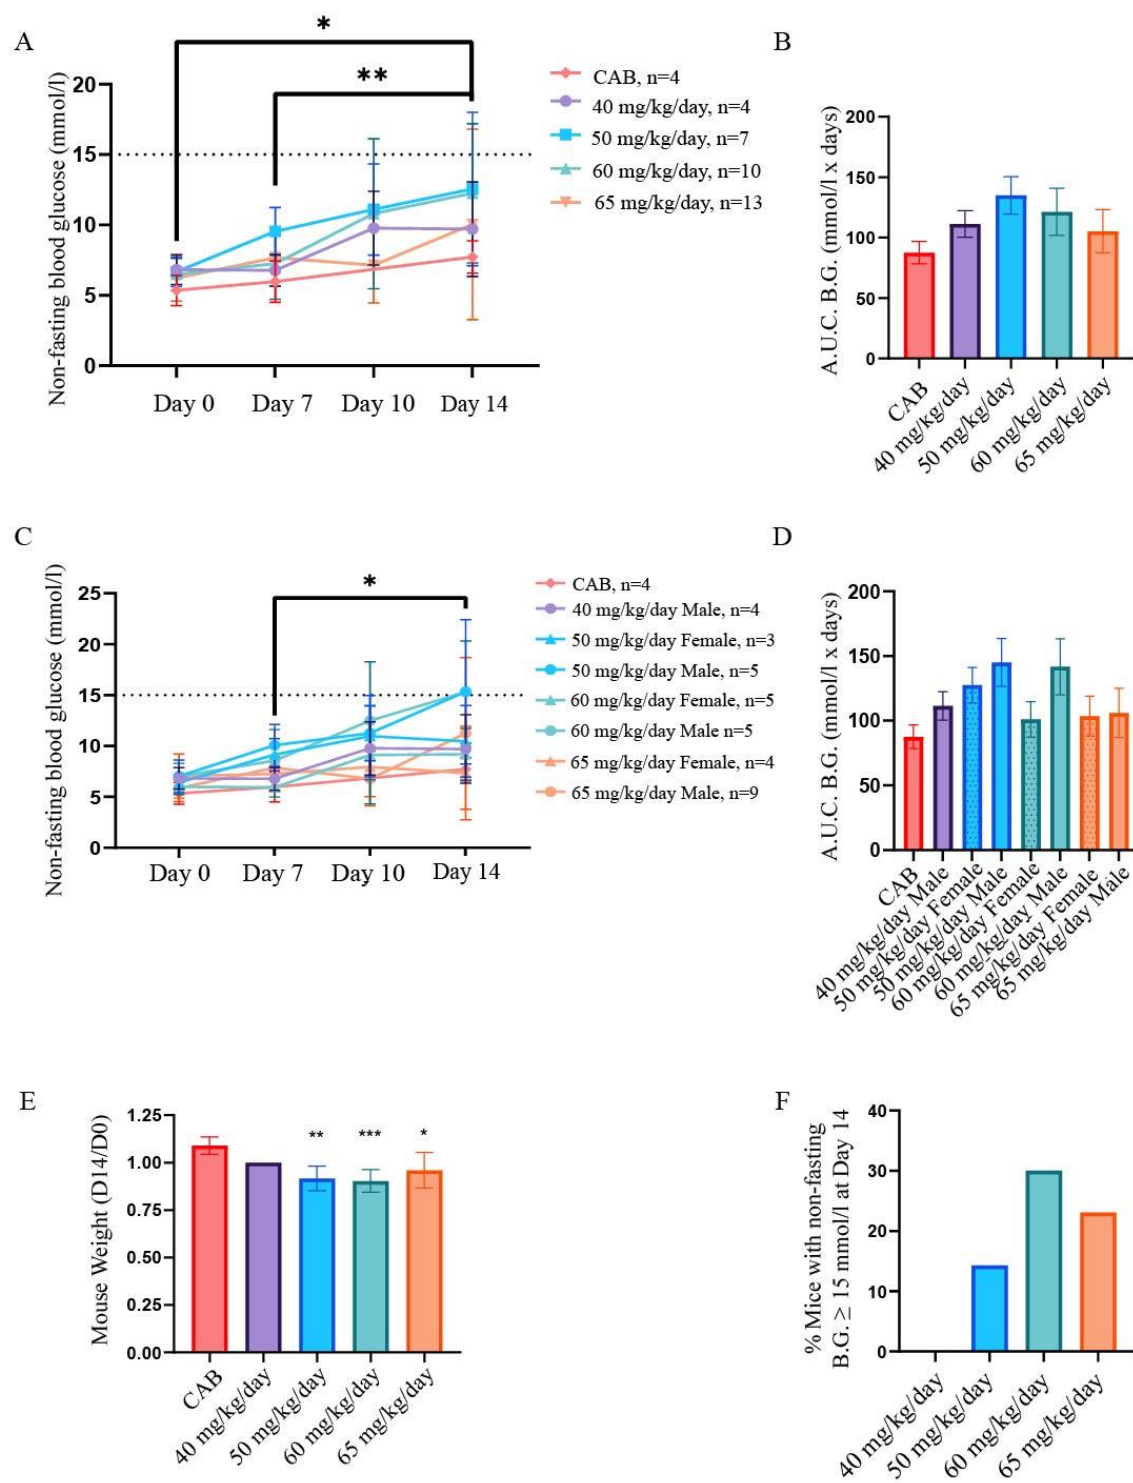 A
*
**
Non-fasting blood glucose (mmol/l)
20
15
10
5
0
Day 0
Day 7
Day 10
Day 14
CAB, n=4
40 mg/kg/day, n=4
50 mg/kg/day, n=7
60 mg/kg/day, n=10
65 mg/kg/day, n=13
B
A.U.C. B.G. (mmol/l x days)
200
150
100
50
0
CAB
40 mg/kg/day
50 mg/kg/day
60 mg/kg/day
65 mg/kg/day
C
*
Non-fasting blood glucose (mmol/l)
25
20
15
10
5
0
Day 0
Day 7
Day 10
Day 14
CAB, n=4
40 mg/kg/day Male, n=4
50 mg/kg/day Female, n=3
50 mg/kg/day Male, n=5
60 mg/kg/day Female, n=5
60 mg/kg/day Male n=5
65 mg/kg/day Female, n=4
65 mg/kg/day Male, n=9
D
A.U.C. B.G. (mmol/l x days)
200
150
100
50
0
CAB
40 mg/kg/day Male
50 mg/kg/day Female
50 mg/kg/day Male
60 mg/kg/day Female
60 mg/kg/day Male
65 mg/kg/day Female
65 mg/kg/day Male
E
Mouse Weight (D14/D0)
1.25
1.00
0.75
0.50
0.25
0.00
**
***
*
CAB
40 mg/kg/day
50 mg/kg/day
60 mg/kg/day
65 mg/kg/day
F
% Mice with non-fasting
B.G. ≥ 15 mmol/l at Day 14
40
30
20
10
0
40 mg/kg/day
50 mg/kg/day
60 mg/kg/day
65 mg/kg/day